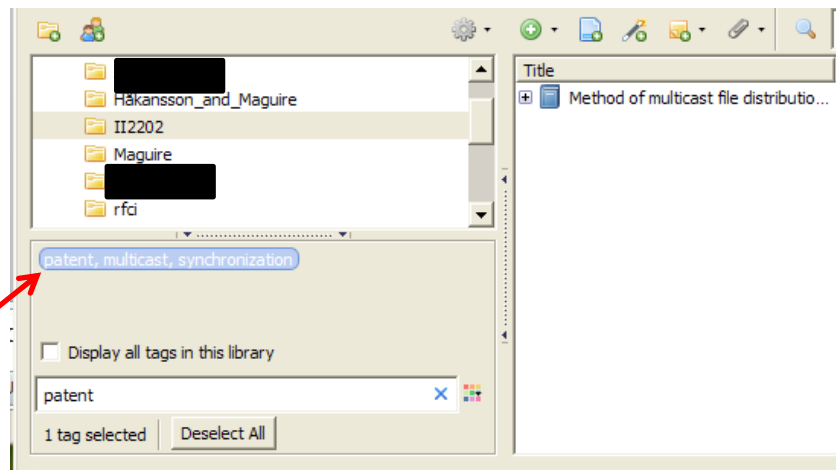 Title
Håkansson_and_Maguire
Method of multicast file distributio...
II2202
Maguire
rfci
patent, multicast, synchronization
Display all tags in this library
patent
1 tag selected
Deselect All